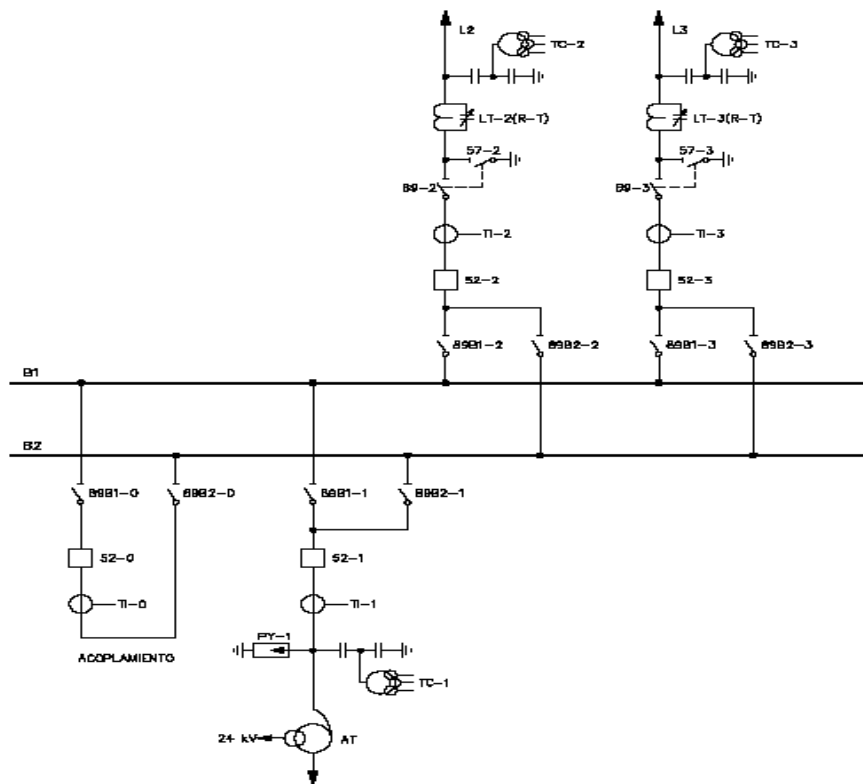 L2
TC-2
L3
TC-3
LT-2(R-T)
LT-3(R-T)
57-2
57-3
89-2
89-3
TI-2
TI-3
52-2
52-3
89B1-2
89B2-2
89B1-3
89B2-3
B1
B2
89B1-0
89B2-0
89B1-1
89B2-1
52-0
52-1
TI-0
TI-1
PY-1
ACOPLAMIENTO
TC-1
24 kV
AT